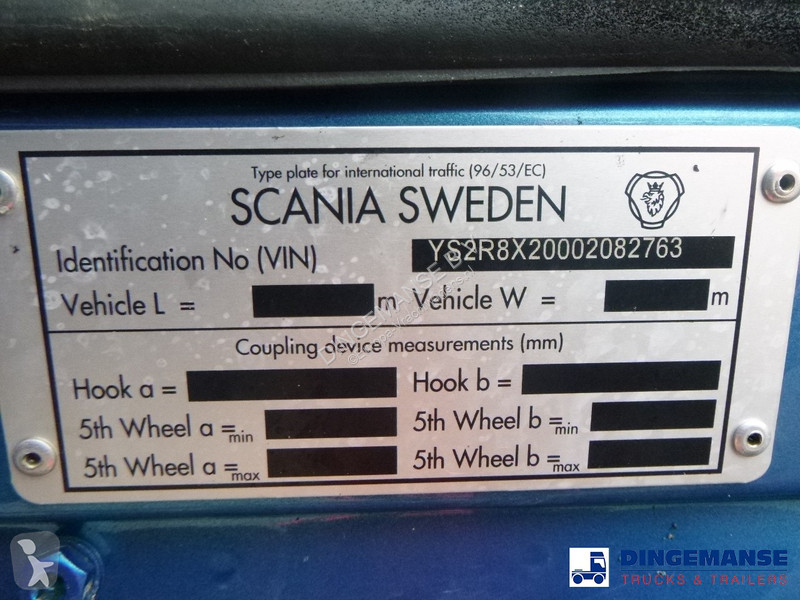 Type plate for international traffic (96/53/EC)
SCANIA SWEDEN
Identification No (VIN) YS2R8X20002082763
Vehicle L = m Vehicle W = m
Coupling device measurements (mm)
Hook a = Hook b =
5th Wheel a =min 5th Wheel b =min
5th Wheel a =max 5th Wheel b =max
DINGEMANSE
TRUCKS & TRAILERS